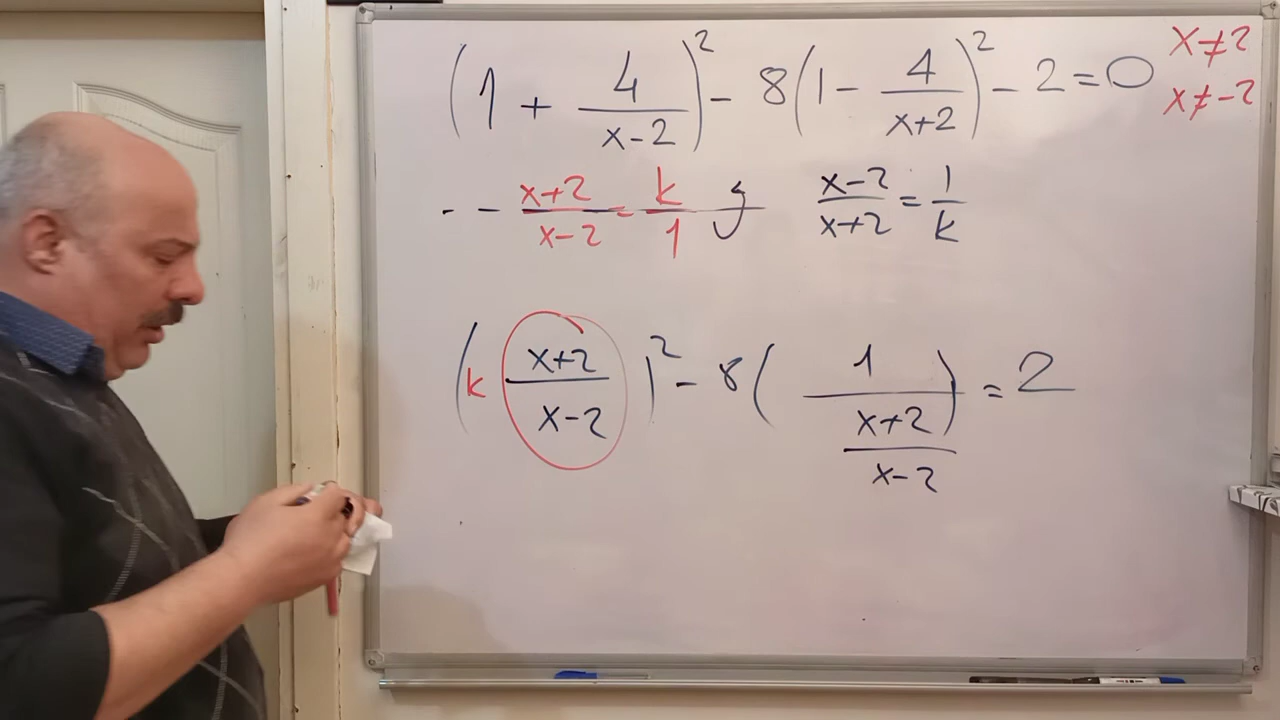 (1 + 4/(x-2))² - 8(1 - 4/(x+2))² - 2 = 0
x ≠ 2
x ≠ -2
-- (x+2)/(x-2) = k/1 (x-2)/(x+2) = 1/k
(k (x+2)/(x-2))² - 8(1/((x+2)/(x-2))) = 2